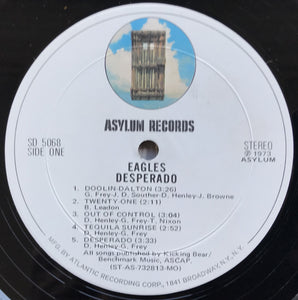 ASYLUM RECORDS
SD 5068
SIDE ONE
STEREO
℗ 1973
ASYLUM
EAGLES
DESPERADO
1. DOOLIN-DALTON (3:26)
G. Frey-J. D. Souther-D. Henley-J. Browne
2. TWENTY-ONE (2:11)
B. Leadon
3. OUT OF CONTROL (3:04)
D. Henley-G. Frey-T. Nixon
4. TEQUILA SUNRISE (2:52)
D. Henley-G. Frey
5. DESPERADO (3:33)
D. Henley-G. Frey
All songs published by Kicking Bear/
Benchmark Music, ASCAP.
(ST-AS-732813-MO)
MFG. BY ATLANTIC RECORDING CORP., 1841 BROADWAY, N.Y., N.Y.